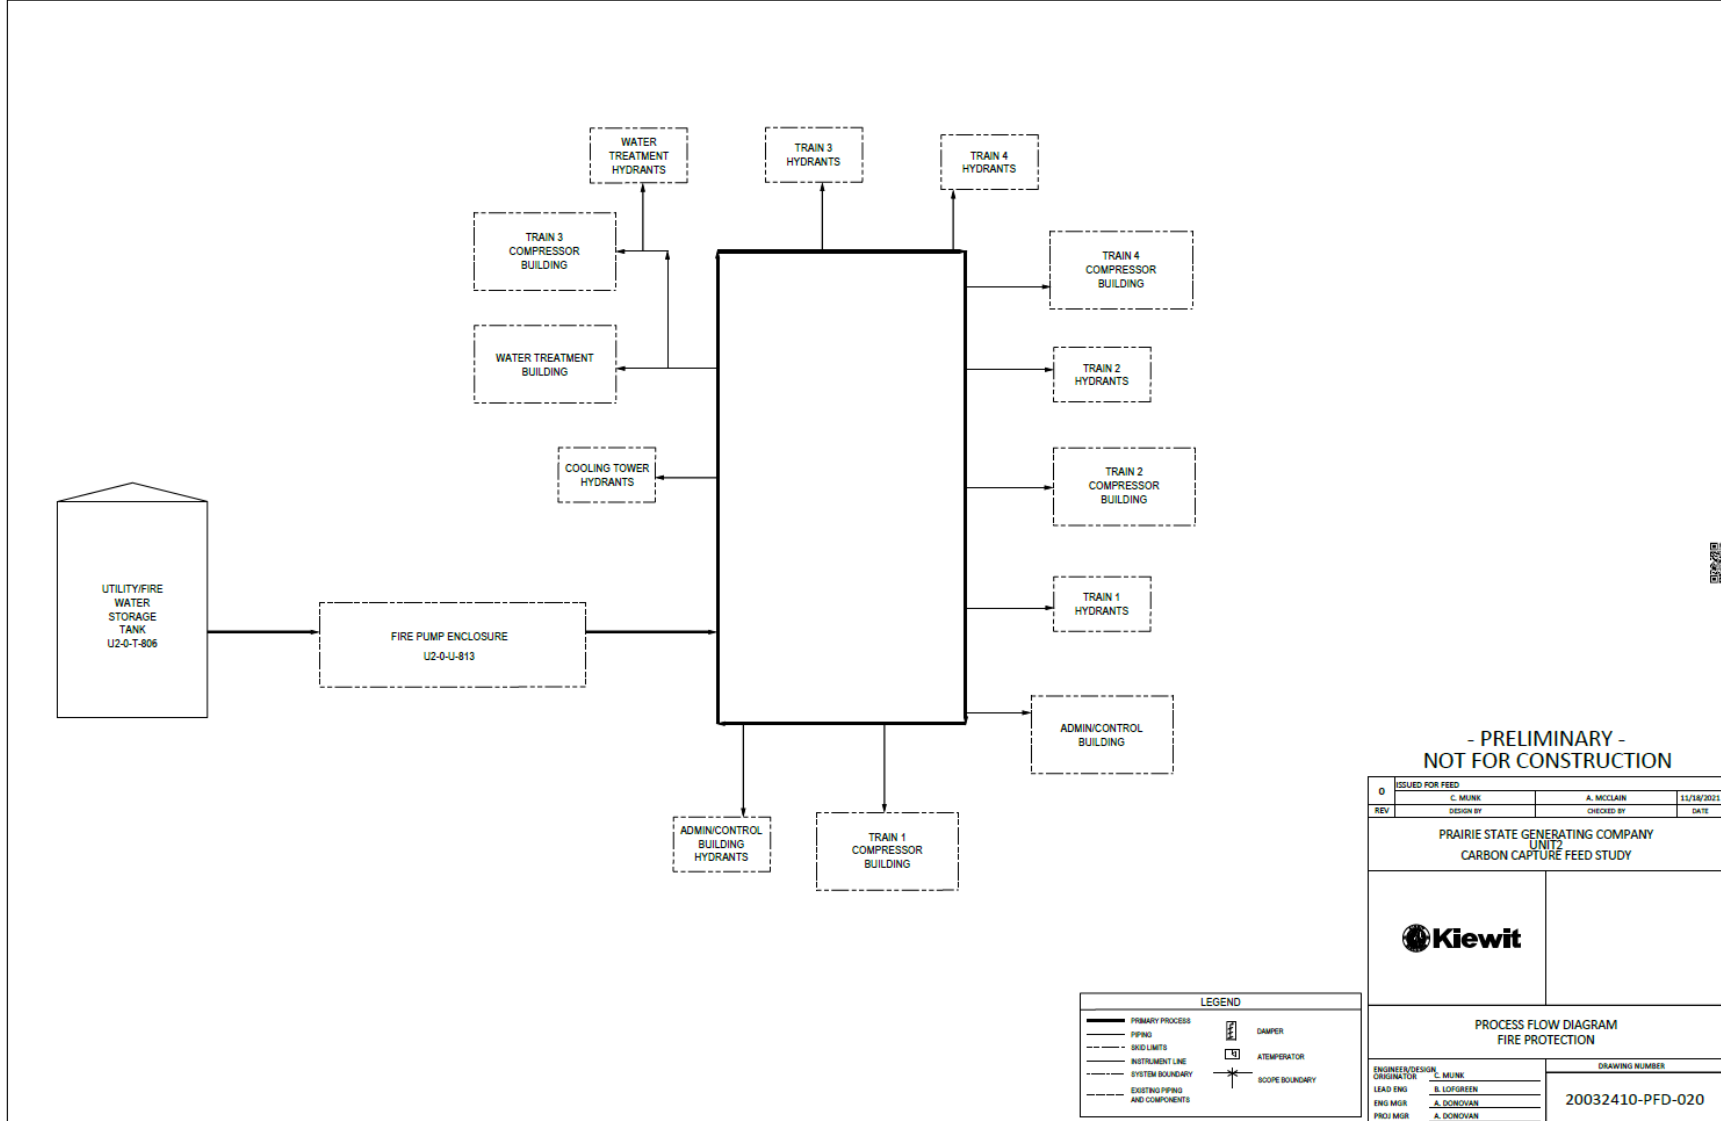 WATER
TREATMENT
HYDRANTS
TRAIN 3
HYDRANTS
TRAIN 4
HYDRANTS
TRAIN 3
COMPRESSOR
BUILDING
TRAIN 4
COMPRESSOR
BUILDING
WATER TREATMENT
BUILDING
TRAIN 2
HYDRANTS
COOLING TOWER
HYDRANTS
TRAIN 2
COMPRESSOR
BUILDING
UTILITY/FIRE
WATER
STORAGE
TANK
U2-0-T-806
FIRE PUMP ENCLOSURE
U2-0-U-813
TRAIN 1
HYDRANTS
ADMIN/CONTROL
BUILDING
ADMIN/CONTROL
BUILDING
HYDRANTS
TRAIN 1
COMPRESSOR
BUILDING
- PRELIMINARY -
NOT FOR CONSTRUCTION
0 ISSUED FOR FEED
C. MUNK A. MCCLAIN 11/18/2021
REV DESIGN BY CHECKED BY DATE
PRAIRIE STATE GENERATING COMPANY
UNIT2
CARBON CAPTURE FEED STUDY
Kiewit
PROCESS FLOW DIAGRAM
FIRE PROTECTION
ENGINEER/DESIGN
ORIGINATOR C. MUNK
LEAD ENG B. LOFGREEN
ENG MGR A. DONOVAN
PROJ MGR A. DONOVAN
DRAWING NUMBER
20032410-PFD-020
LEGEND
PRIMARY PROCESS
PIPING
SKID LIMITS
INSTRUMENT LINE
SYSTEM BOUNDARY
EXISTING PIPING
AND COMPONENTS
DAMPER
ATEMPERATOR
SCOPE BOUNDARY